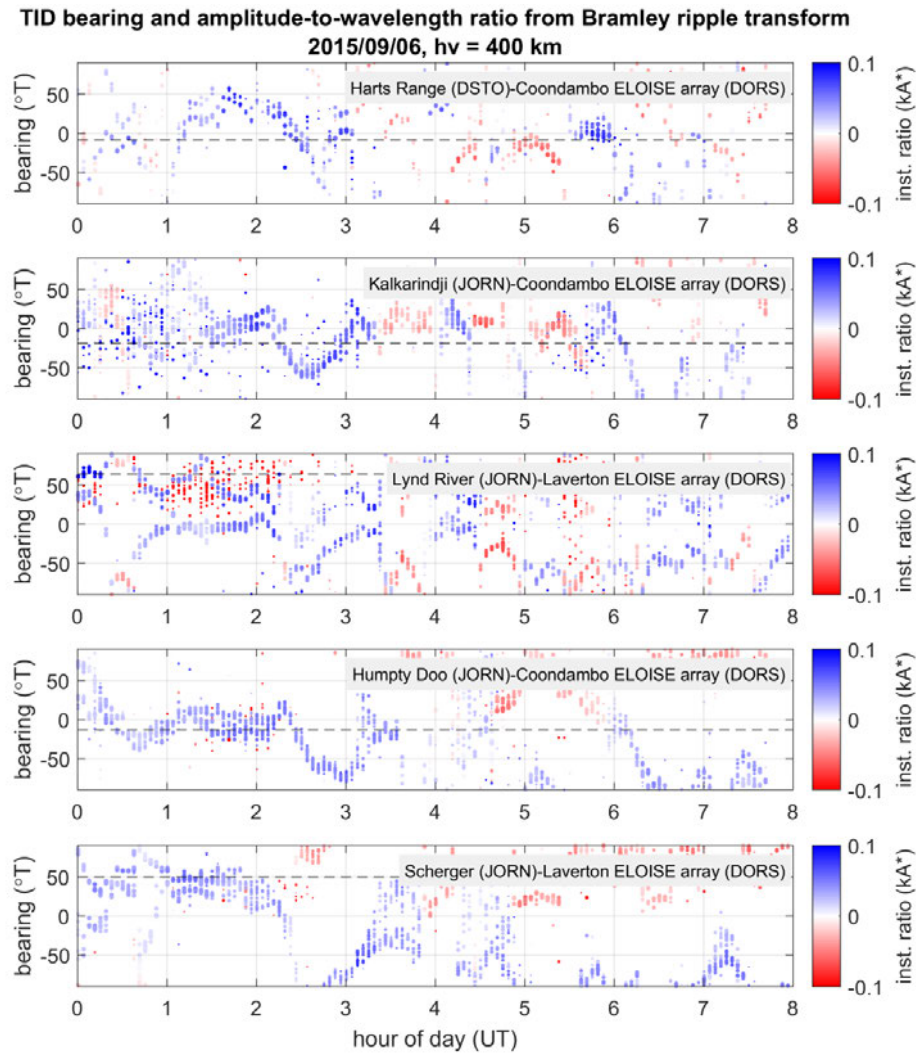 TID bearing and amplitude-to-wavelength ratio from Bramley ripple transform
2015/09/06, hv = 400 km
Harts Range (DSTO)-Coondambo ELOISE array (DORS)
bearing (°T)
50
0
-50
0 1 2 3 4 5 6 7 8
0.1
0
-0.1
inst. ratio (kA*)
Kalkarindji (JORN)-Coondambo ELOISE array (DORS)
bearing (°T)
50
0
-50
0 1 2 3 4 5 6 7 8
0.1
0
-0.1
inst. ratio (kA*)
Lynd River (JORN)-Laverton ELOISE array (DORS)
bearing (°T)
50
0
-50
0 1 2 3 4 5 6 7 8
0.1
0
-0.1
inst. ratio (kA*)
Humpty Doo (JORN)-Coondambo ELOISE array (DORS)
bearing (°T)
50
0
-50
0 1 2 3 4 5 6 7 8
0.1
0
-0.1
inst. ratio (kA*)
Scherger (JORN)-Laverton ELOISE array (DORS)
bearing (°T)
50
0
-50
0 1 2 3 4 5 6 7 8
0.1
0
-0.1
inst. ratio (kA*)
hour of day (UT)